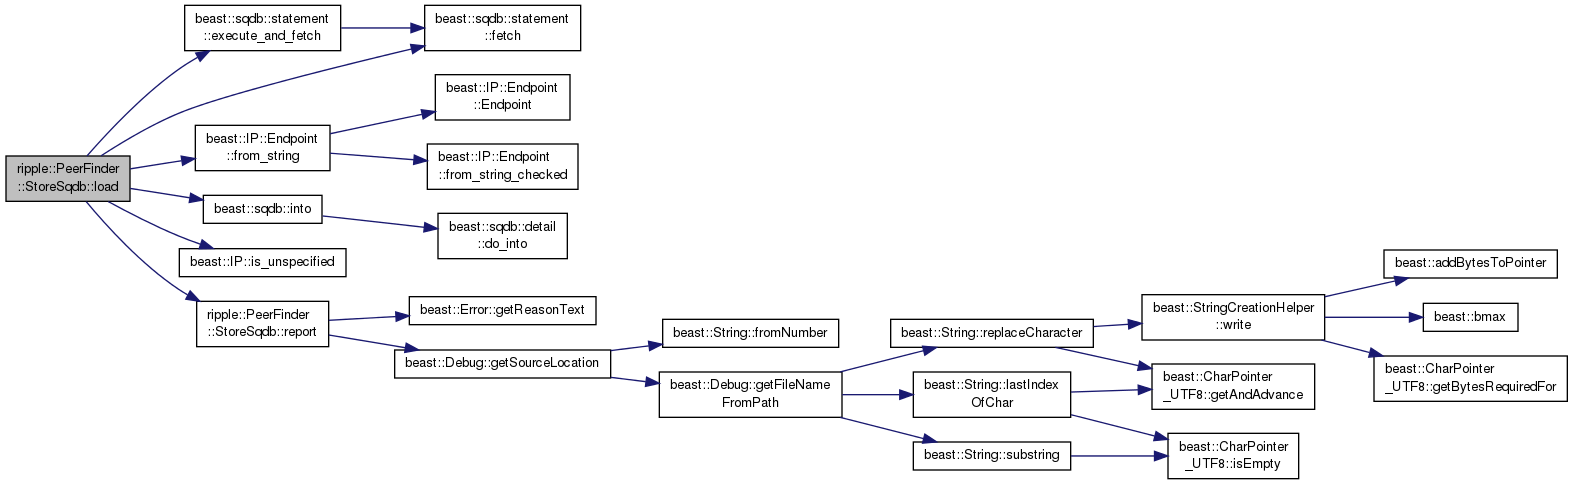 beast::sqdb::statement
::execute_and_fetch
beast::sqdb::statement
::fetch
beast::IP::Endpoint
::Endpoint
beast::IP::Endpoint
::from_string
beast::IP::Endpoint
::from_string_checked
ripple::PeerFinder
::StoreSqdb::load
beast::sqdb::into
beast::sqdb::detail
::do_into
beast::IP::is_unspecified
ripple::PeerFinder
::StoreSqdb::report
beast::Error::getReasonText
beast::Debug::getSourceLocation
beast::String::fromNumber
beast::Debug::getFileName
FromPath
beast::String::replaceCharacter
beast::String::lastIndex
OfChar
beast::String::substring
beast::StringCreationHelper
::write
beast::CharPointer
_UTF8::getAndAdvance
beast::CharPointer
_UTF8::isEmpty
beast::addBytesToPointer
beast::bmax
beast::CharPointer
_UTF8::getBytesRequiredFor